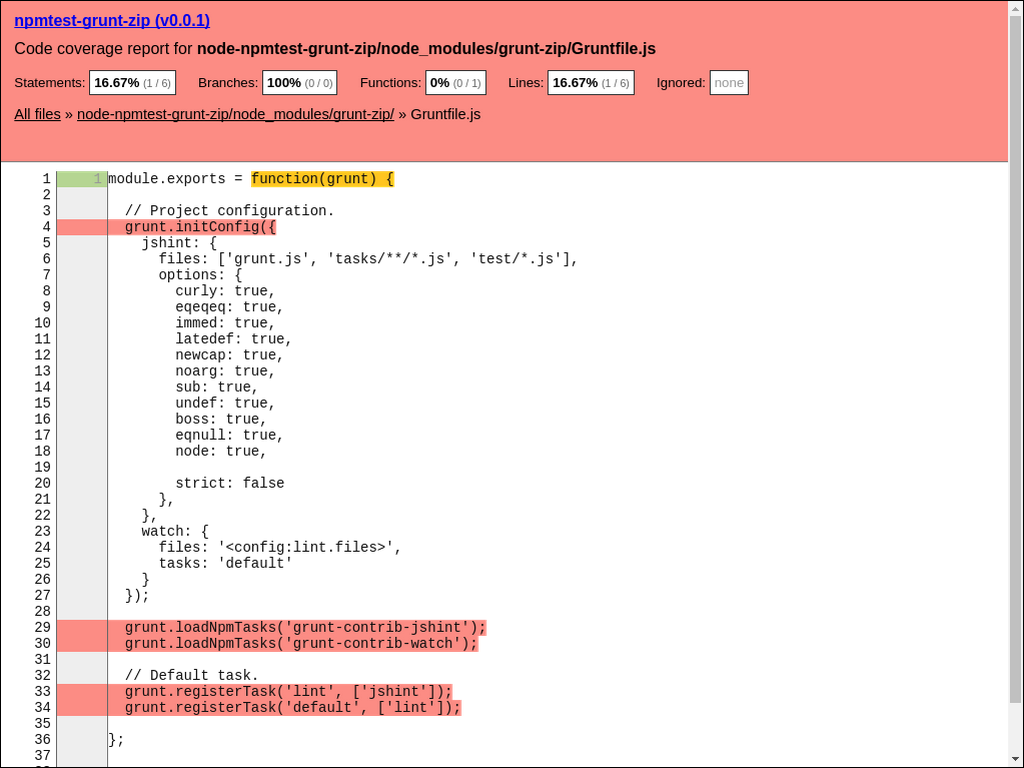 npmtest-grunt-zip (v0.0.1)
Code coverage report for node-npmtest-grunt-zip/node_modules/grunt-zip/Gruntfile.js
Statements: 16.67% (1 / 6) Branches: 100% (0 / 0) Functions: 0% (0 / 1) Lines: 16.67% (1 / 6) Ignored: none
All files » node-npmtest-grunt-zip/node_modules/grunt-zip/ » Gruntfile.js
1 1 module.exports = function(grunt) {
2
3   // Project configuration.
4   grunt.initConfig({
5     jshint: {
6       files: ['grunt.js', 'tasks/**/*.js', 'test/*.js'],
7       options: {
8         curly: true,
9         eqeqeq: true,
10         immed: true,
11         latedef: true,
12         newcap: true,
13         noarg: true,
14         sub: true,
15         undef: true,
16         boss: true,
17         eqnull: true,
18         node: true,
19
20         strict: false
21       },
22     },
23     watch: {
24       files: '<config:lint.files>',
25       tasks: 'default'
26     }
27   });
28
29   grunt.loadNpmTasks('grunt-contrib-jshint');
30   grunt.loadNpmTasks('grunt-contrib-watch');
31
32   // Default task.
33   grunt.registerTask('lint', ['jshint']);
34   grunt.registerTask('default', ['lint']);
35
36 };
37